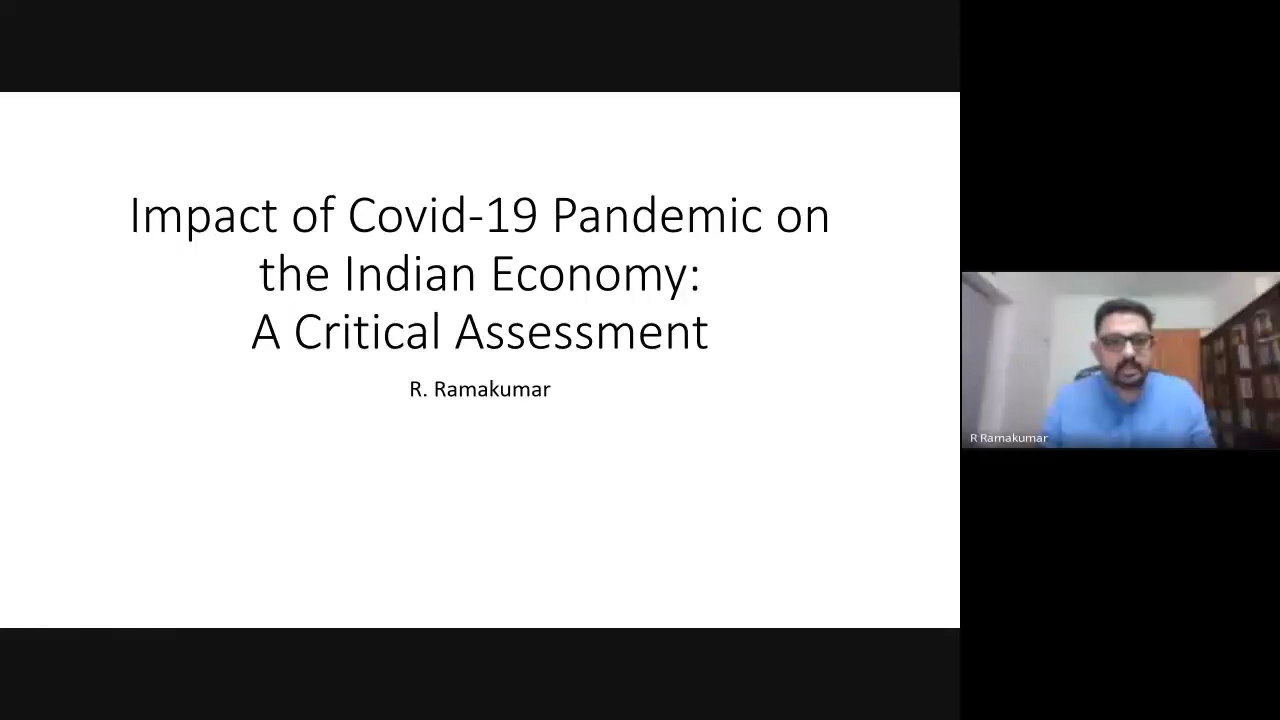 Impact of Covid-19 Pandemic on
the Indian Economy:
A Critical Assessment
R. Ramakumar
R Ramakumar